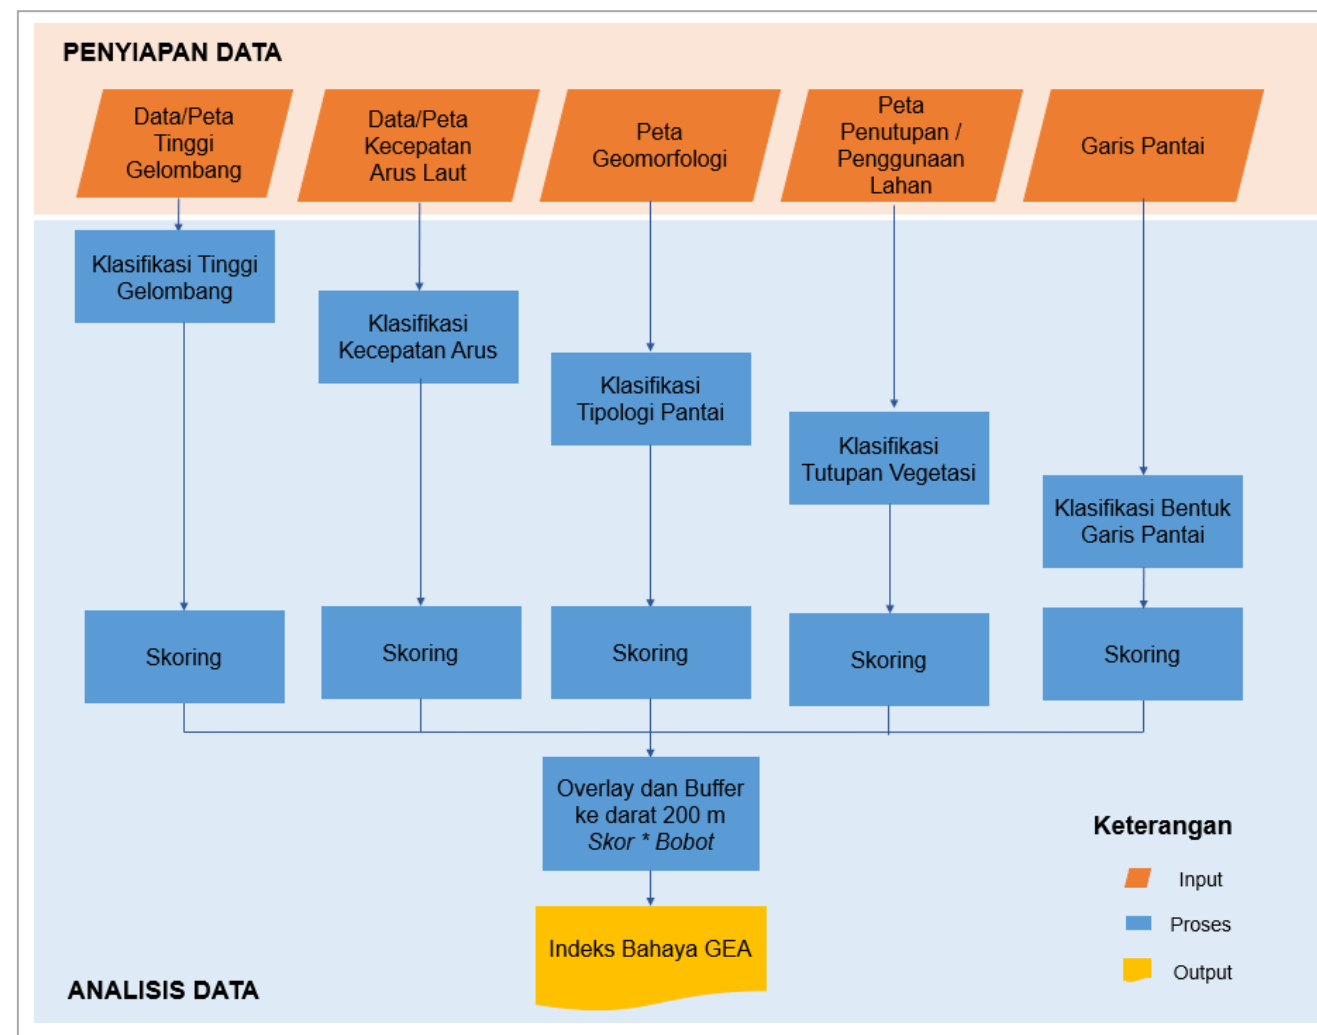 PENYIAPAN DATA
Data/Peta
Tinggi
Gelombang
Data/Peta
Kecepatan
Arus Laut
Peta
Geomorfologi
Peta
Penutupan /
Penggunaan
Lahan
Garis Pantai
Klasifikasi Tinggi
Gelombang
Klasifikasi
Kecepatan Arus
Klasifikasi
Tipologi Pantai
Klasifikasi
Tutupan Vegetasi
Klasifikasi Bentuk
Garis Pantai
Skoring
Skoring
Skoring
Skoring
Skoring
Overlay dan Buffer
ke darat 200 m
Skor * Bobot
Indeks Bahaya GEA
Keterangan
Input
Proses
Output
ANALISIS DATA